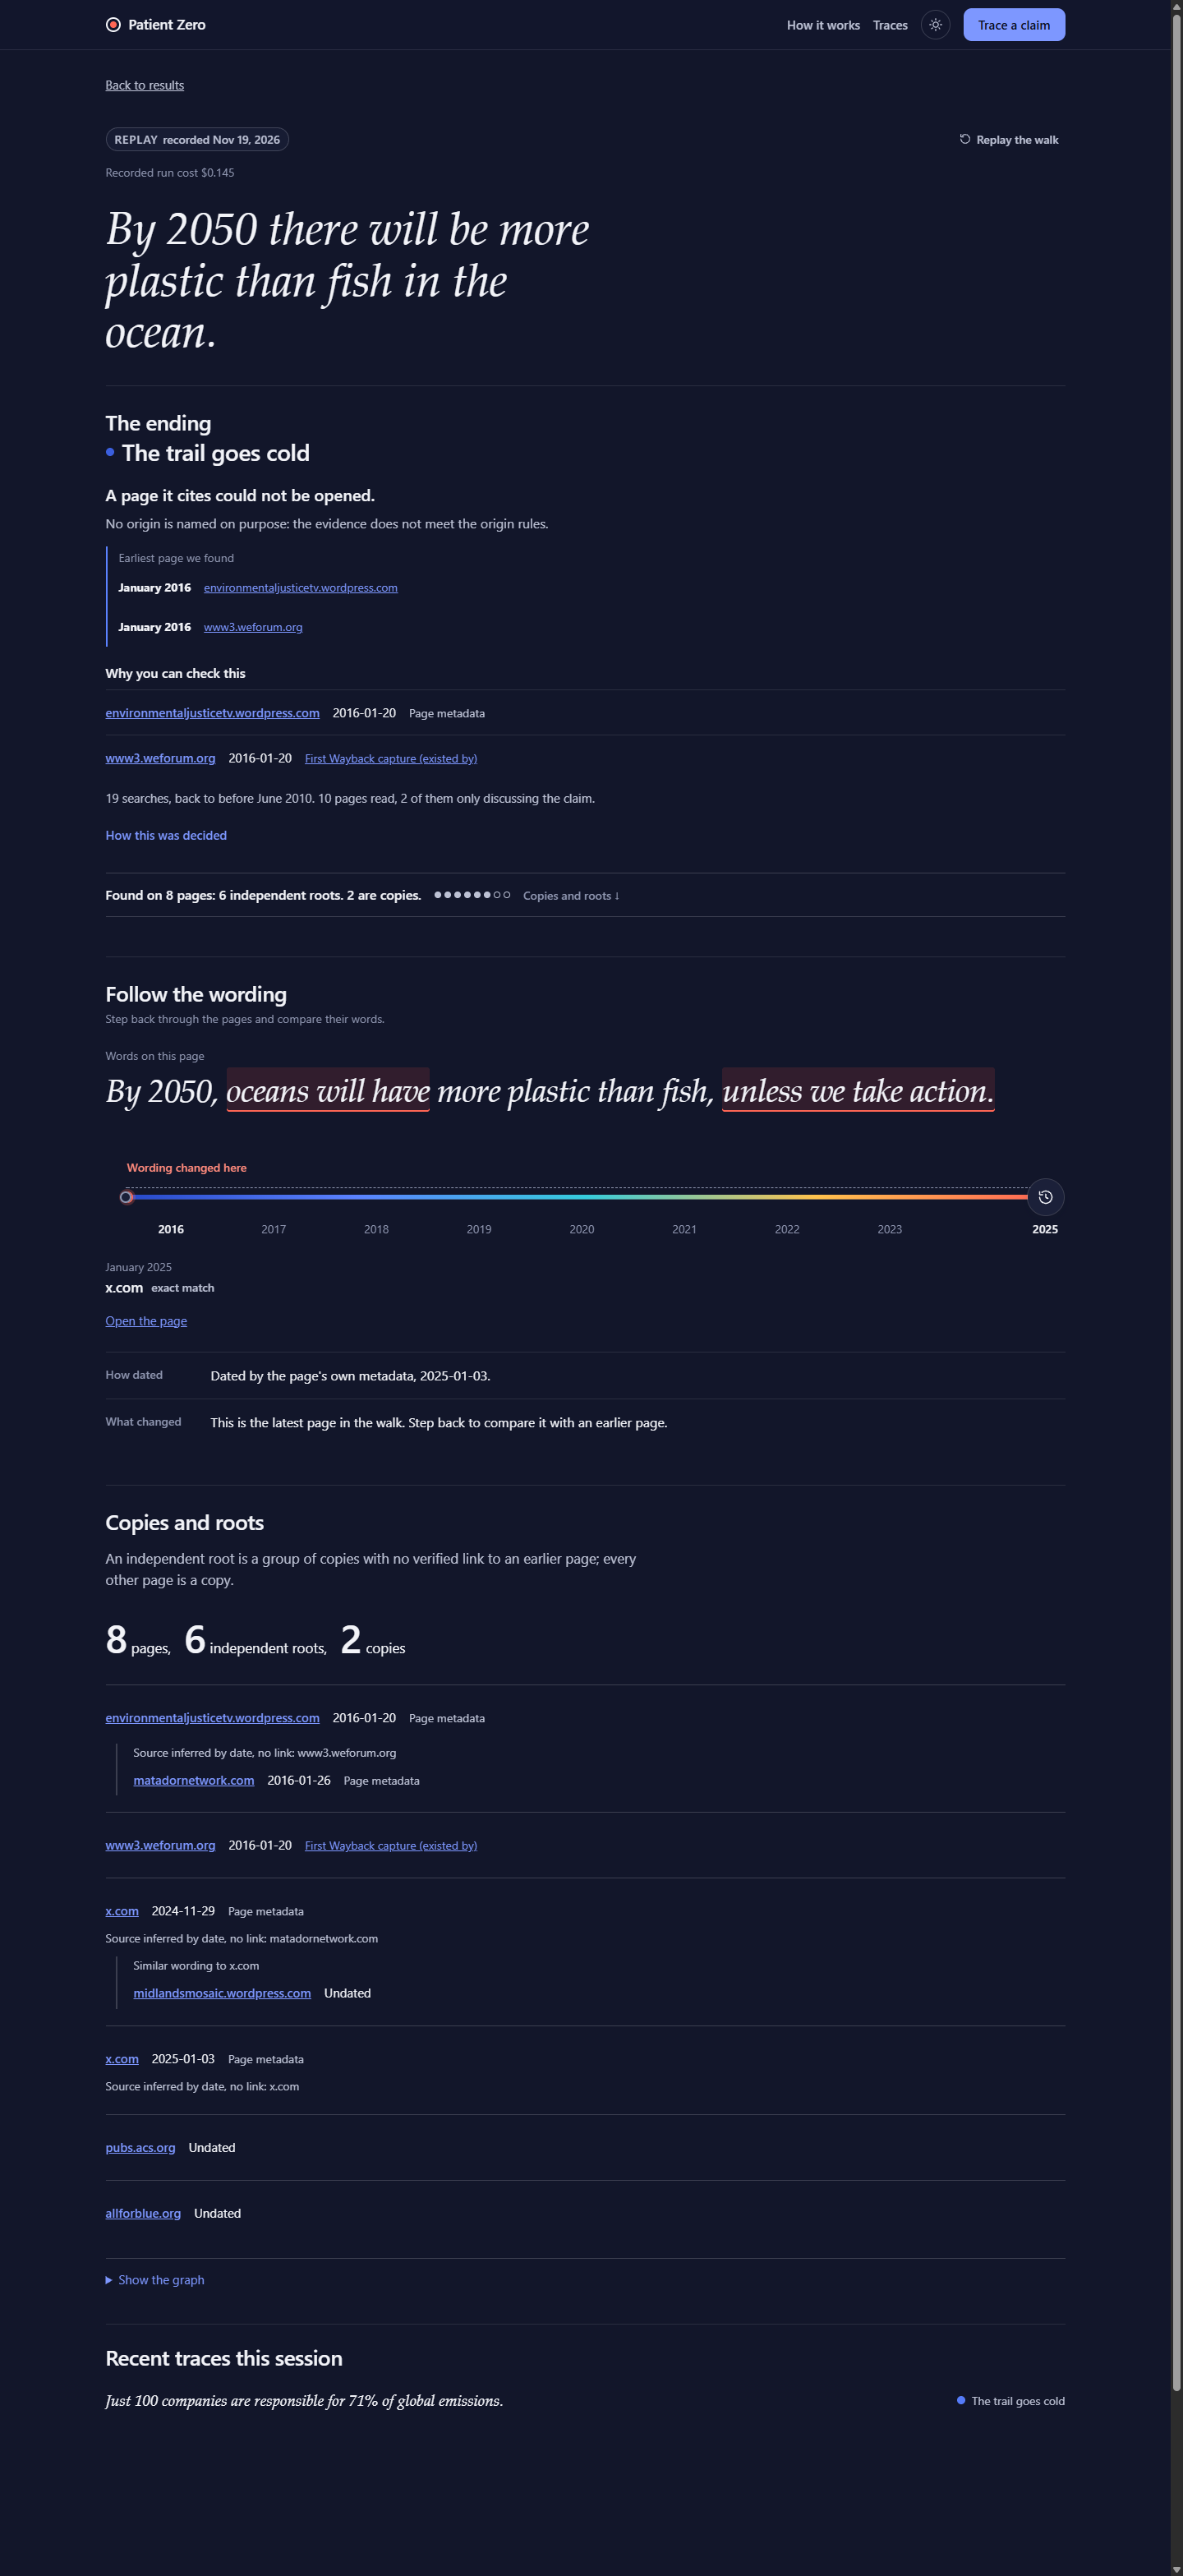 Patient Zero
How it works
Traces
Trace a claim
Back to results
REPLAY recorded Nov 19, 2026
Replay the walk
Recorded run cost $0.145
By 2050 there will be more
plastic than fish in the
ocean.
The ending
The trail goes cold
A page it cites could not be opened.
No origin is named on purpose: the evidence does not meet the origin rules.
Earliest page we found
January 2016 environmentaljusticetv.wordpress.com
January 2016 www3.weforum.org
Why you can check this
environmentaljusticetv.wordpress.com 2016-01-20 Page metadata
www3.weforum.org 2016-01-20 First Wayback capture (existed by)
19 searches, back to before June 2010. 10 pages read, 2 of them only discussing the claim.
How this was decided
Found on 8 pages: 6 independent roots. 2 are copies. Copies and roots ↓
Follow the wording
Step back through the pages and compare their words.
Words on this page
By 2050, oceans will have more plastic than fish, unless we take action.
Wording changed here
2016 2017 2018 2019 2020 2021 2022 2023 2025
January 2025
x.com exact match
Open the page
How dated Dated by the page's own metadata, 2025-01-03.
What changed This is the latest page in the walk. Step back to compare it with an earlier page.
Copies and roots
An independent root is a group of copies with no verified link to an earlier page; every
other page is a copy.
8 pages, 6 independent roots, 2 copies
environmentaljusticetv.wordpress.com 2016-01-20 Page metadata
Source inferred by date, no link: www3.weforum.org
matadornetwork.com 2016-01-26 Page metadata
www3.weforum.org 2016-01-20 First Wayback capture (existed by)
x.com 2024-11-29 Page metadata
Source inferred by date, no link: matadornetwork.com
Similar wording to x.com
midlandsmosaic.wordpress.com Undated
x.com 2025-01-03 Page metadata
Source inferred by date, no link: x.com
pubs.acs.org Undated
allforblue.org Undated
Show the graph
Recent traces this session
Just 100 companies are responsible for 71% of global emissions.
The trail goes cold